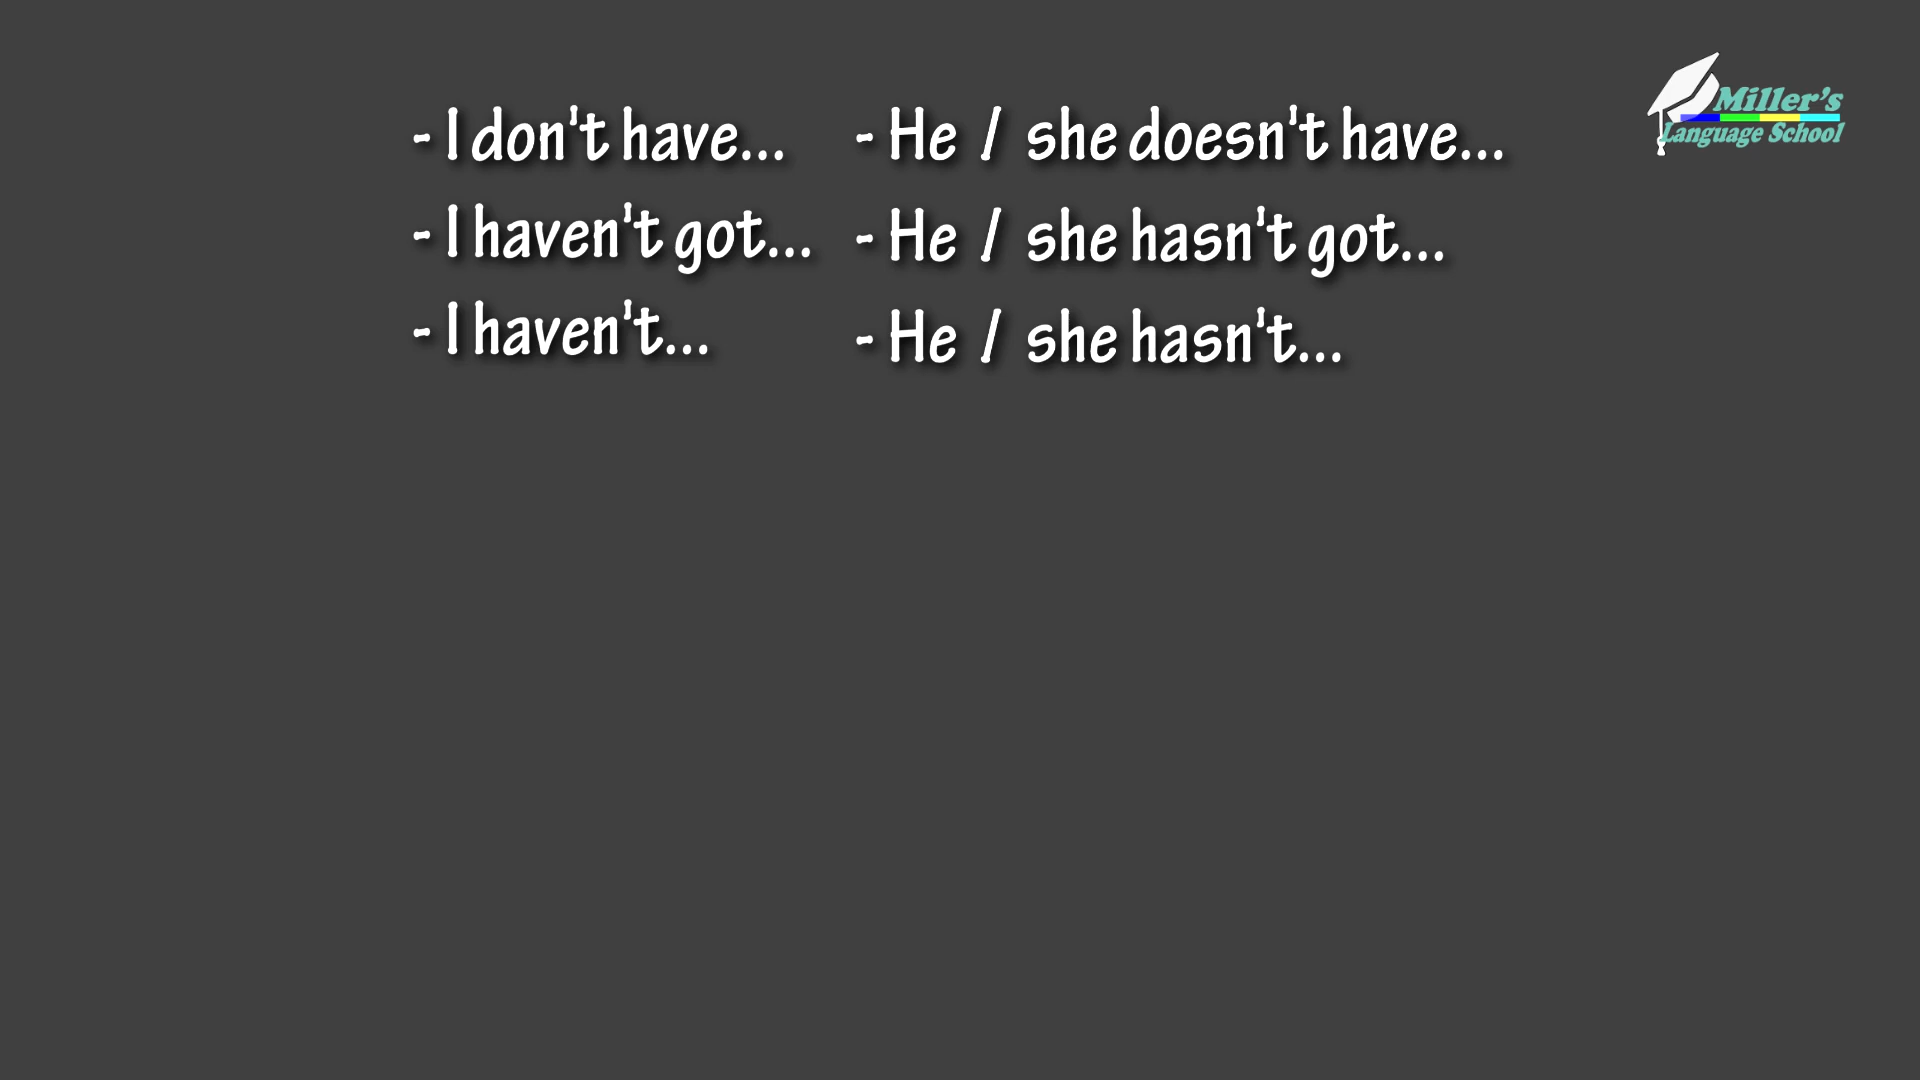 - I don't have...
- I haven't got...
- I haven't...
- He / she doesn't have...
- He / she hasn't got...
- He / she hasn't...
Miller's
Language School